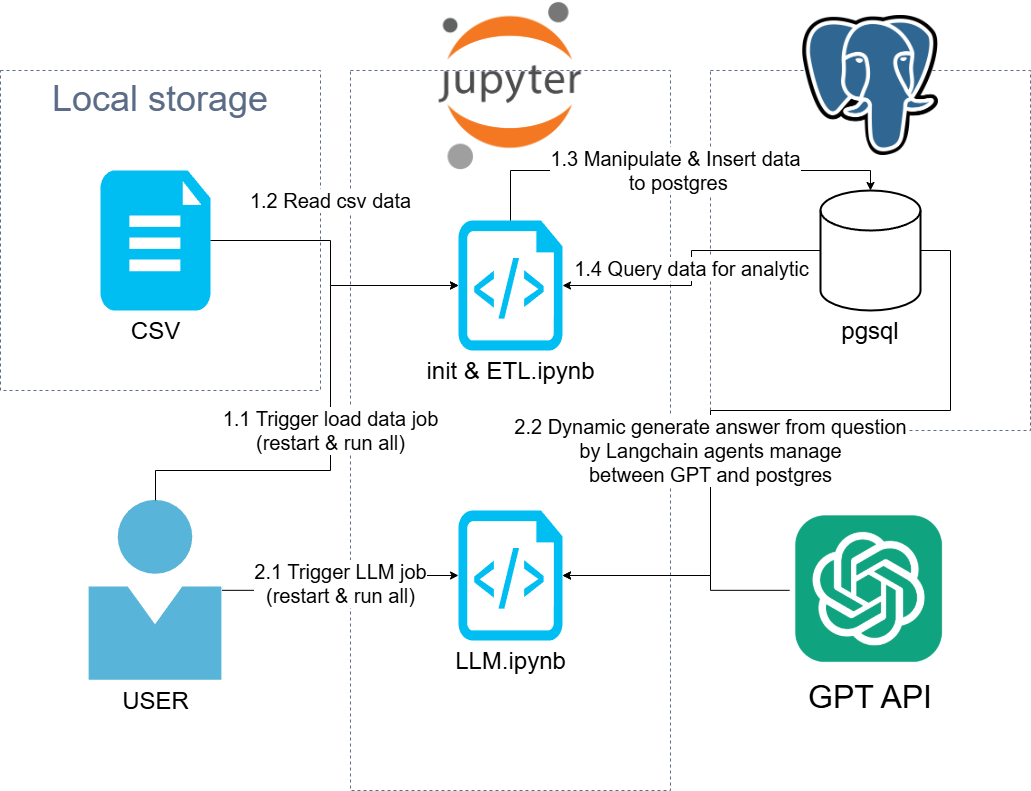 Local storage
jupyter
1.3 Manipulate & Insert data
to postgres
1.2 Read csv data
1.4 Query data for analytic
CSV
pgsql
init & ETL.ipynb
1.1 Trigger load data job
(restart & run all)
2.2 Dynamic generate answer from question
by Langchain agents manage
between GPT and postgres
2.1 Trigger LLM job
(restart & run all)
LLM.ipynb
USER
GPT API